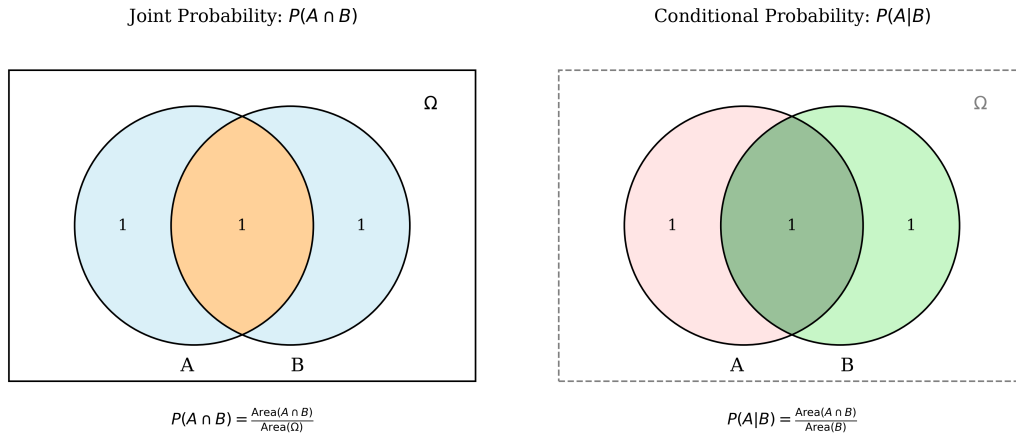 Joint Probability: P(A ∩ B)
Ω
1 1 1
A B
P(A ∩ B) = Area(A ∩ B) / Area(Ω)
Conditional Probability: P(A|B)
Ω
1 1 1
A B
P(A|B) = Area(A ∩ B) / Area(B)